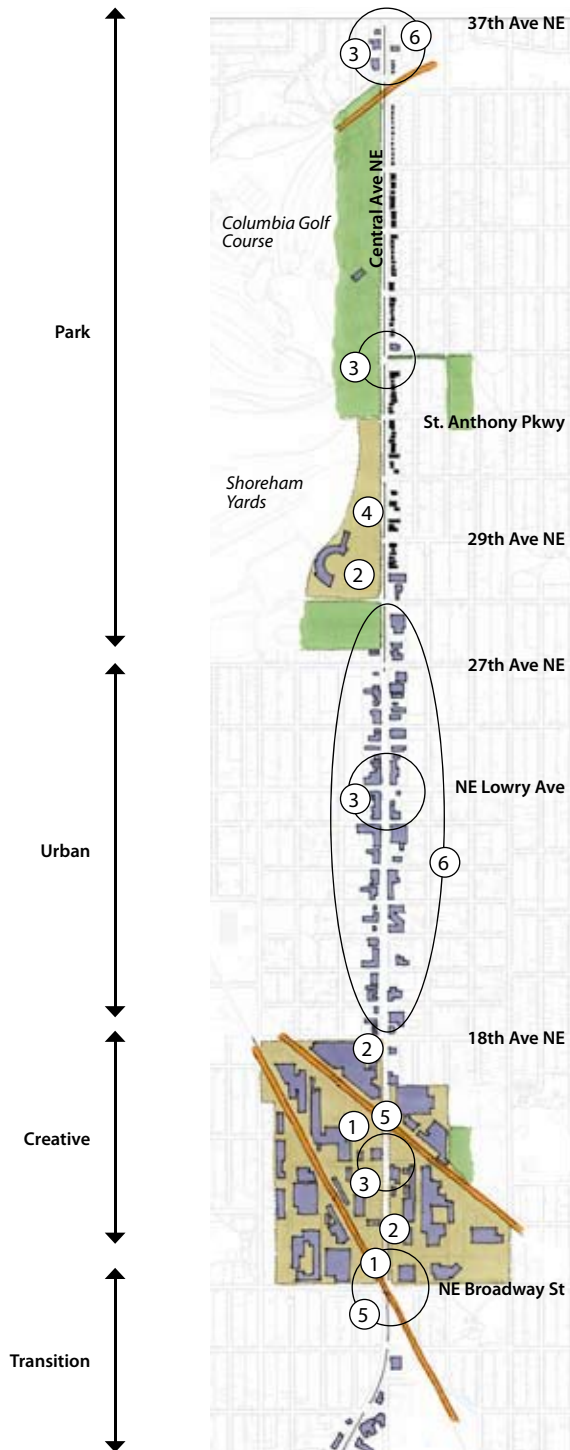 37th Ave NE
6
3
Central Ave NE
Columbia Golf
Course
Park
3
St. Anthony Pkwy
Shoreham
Yards
4
29th Ave NE
2
27th Ave NE
3
NE Lowry Ave
Urban
6
18th Ave NE
2
5
1
Creative
3
2
1
NE Broadway St
5
Transition